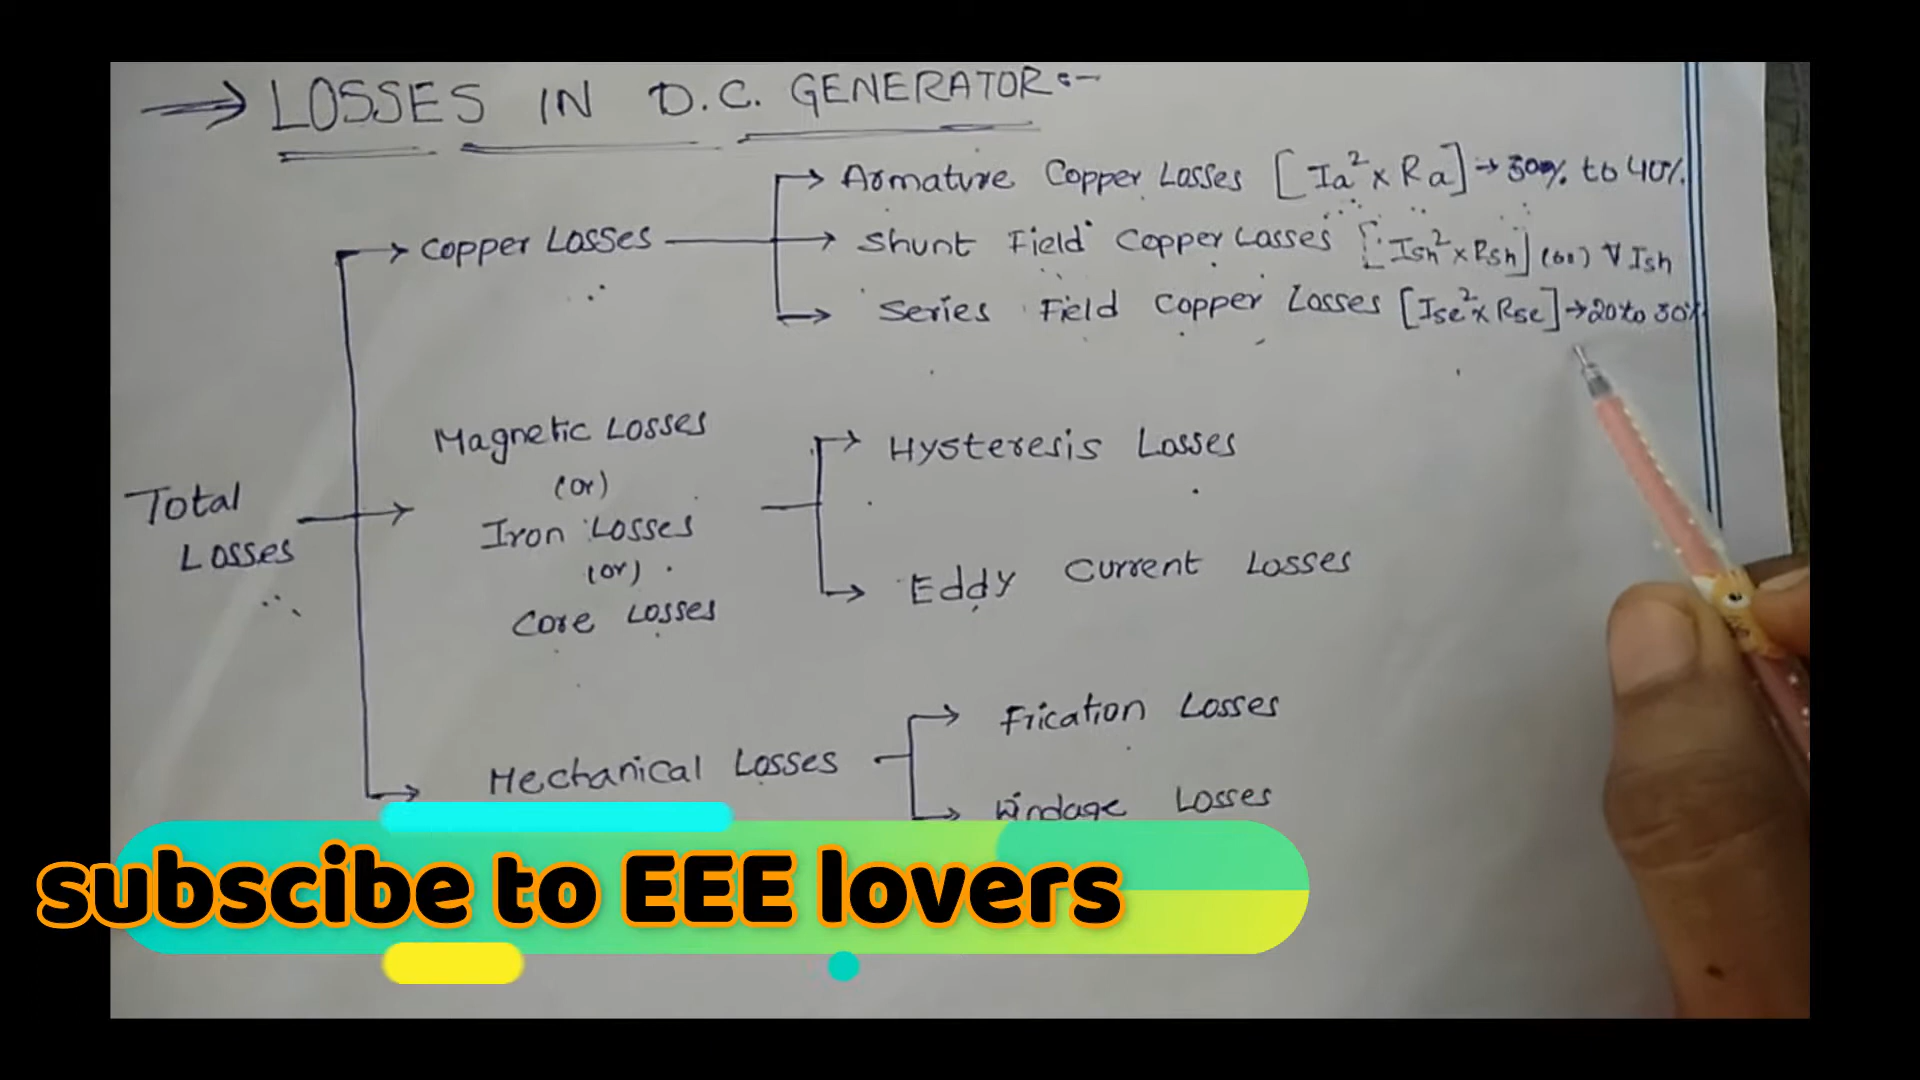 → LOSSES IN D.C. GENERATOR:-
Armature Copper Losses [Ia² x Ra] → 30% to 40%
Copper Losses
Shunt Field Copper Losses [Ish² x Rsh] (or) V Ish
Series Field Copper Losses [Ise² x Rse] → 20 to 30%
Magnetic Losses
(or)
Iron Losses
(or)
Core Losses
Hysteresis Losses
Eddy Current Losses
Total
Losses
Frication Losses
Mechanical Losses
Windage Losses
subscibe to EEE lovers